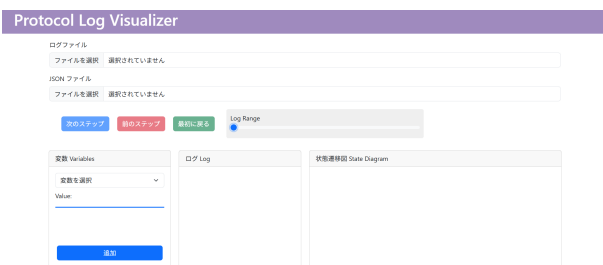 Protocol Log Visualizer
ログファイル
ファイルを選択 選択されていません
JSON ファイル
ファイルを選択 選択されていません
次のステップ 前のステップ 最初に戻る Log Range
変数 Variables ログ Log 状態遷移図 State Diagram
変数を選択
Value:
追加